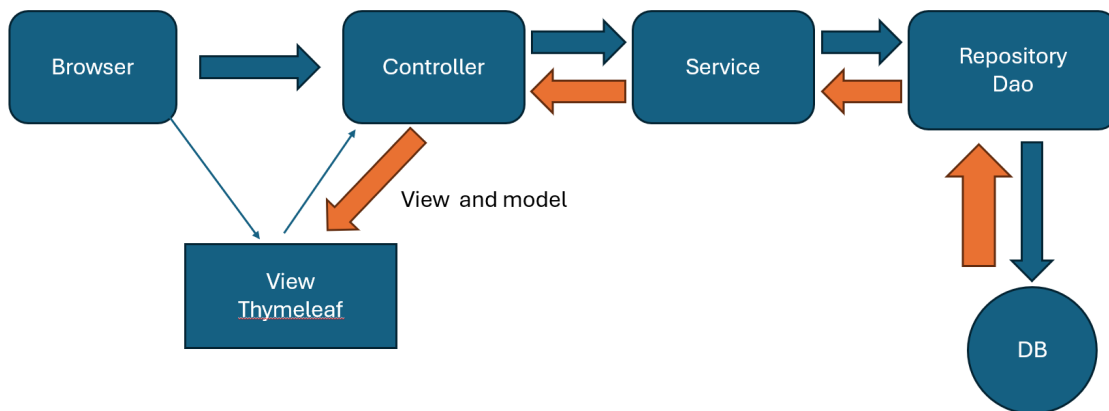 Browser
Controller
Service
Repository
Dao
View and model
View
Thymeleaf
DB